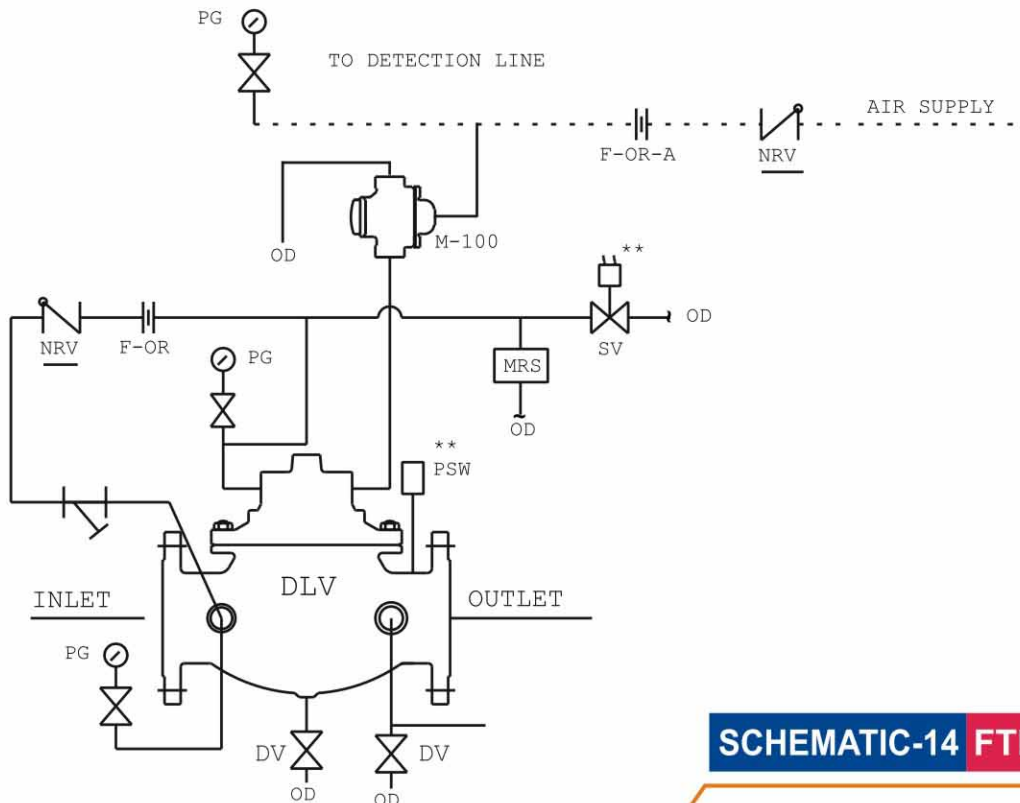 PG
TO DETECTION LINE
AIR SUPPLY
F-OR-A
NRV
M-100
OD
**
NRV
F-OR
PG
SV
OD
MRS
OD
**
PSW
DLV
INLET
OUTLET
PG
DV
DV
OD
OD
SCHEMATIC-14